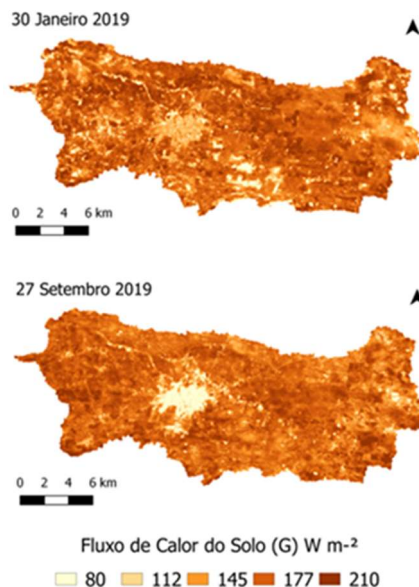 30 Janeiro 2019
0 2 4 6 km
27 Setembro 2019
0 2 4 6 km
Fluxo de Calor do Solo (G) W m-²
80 112 145 177 210